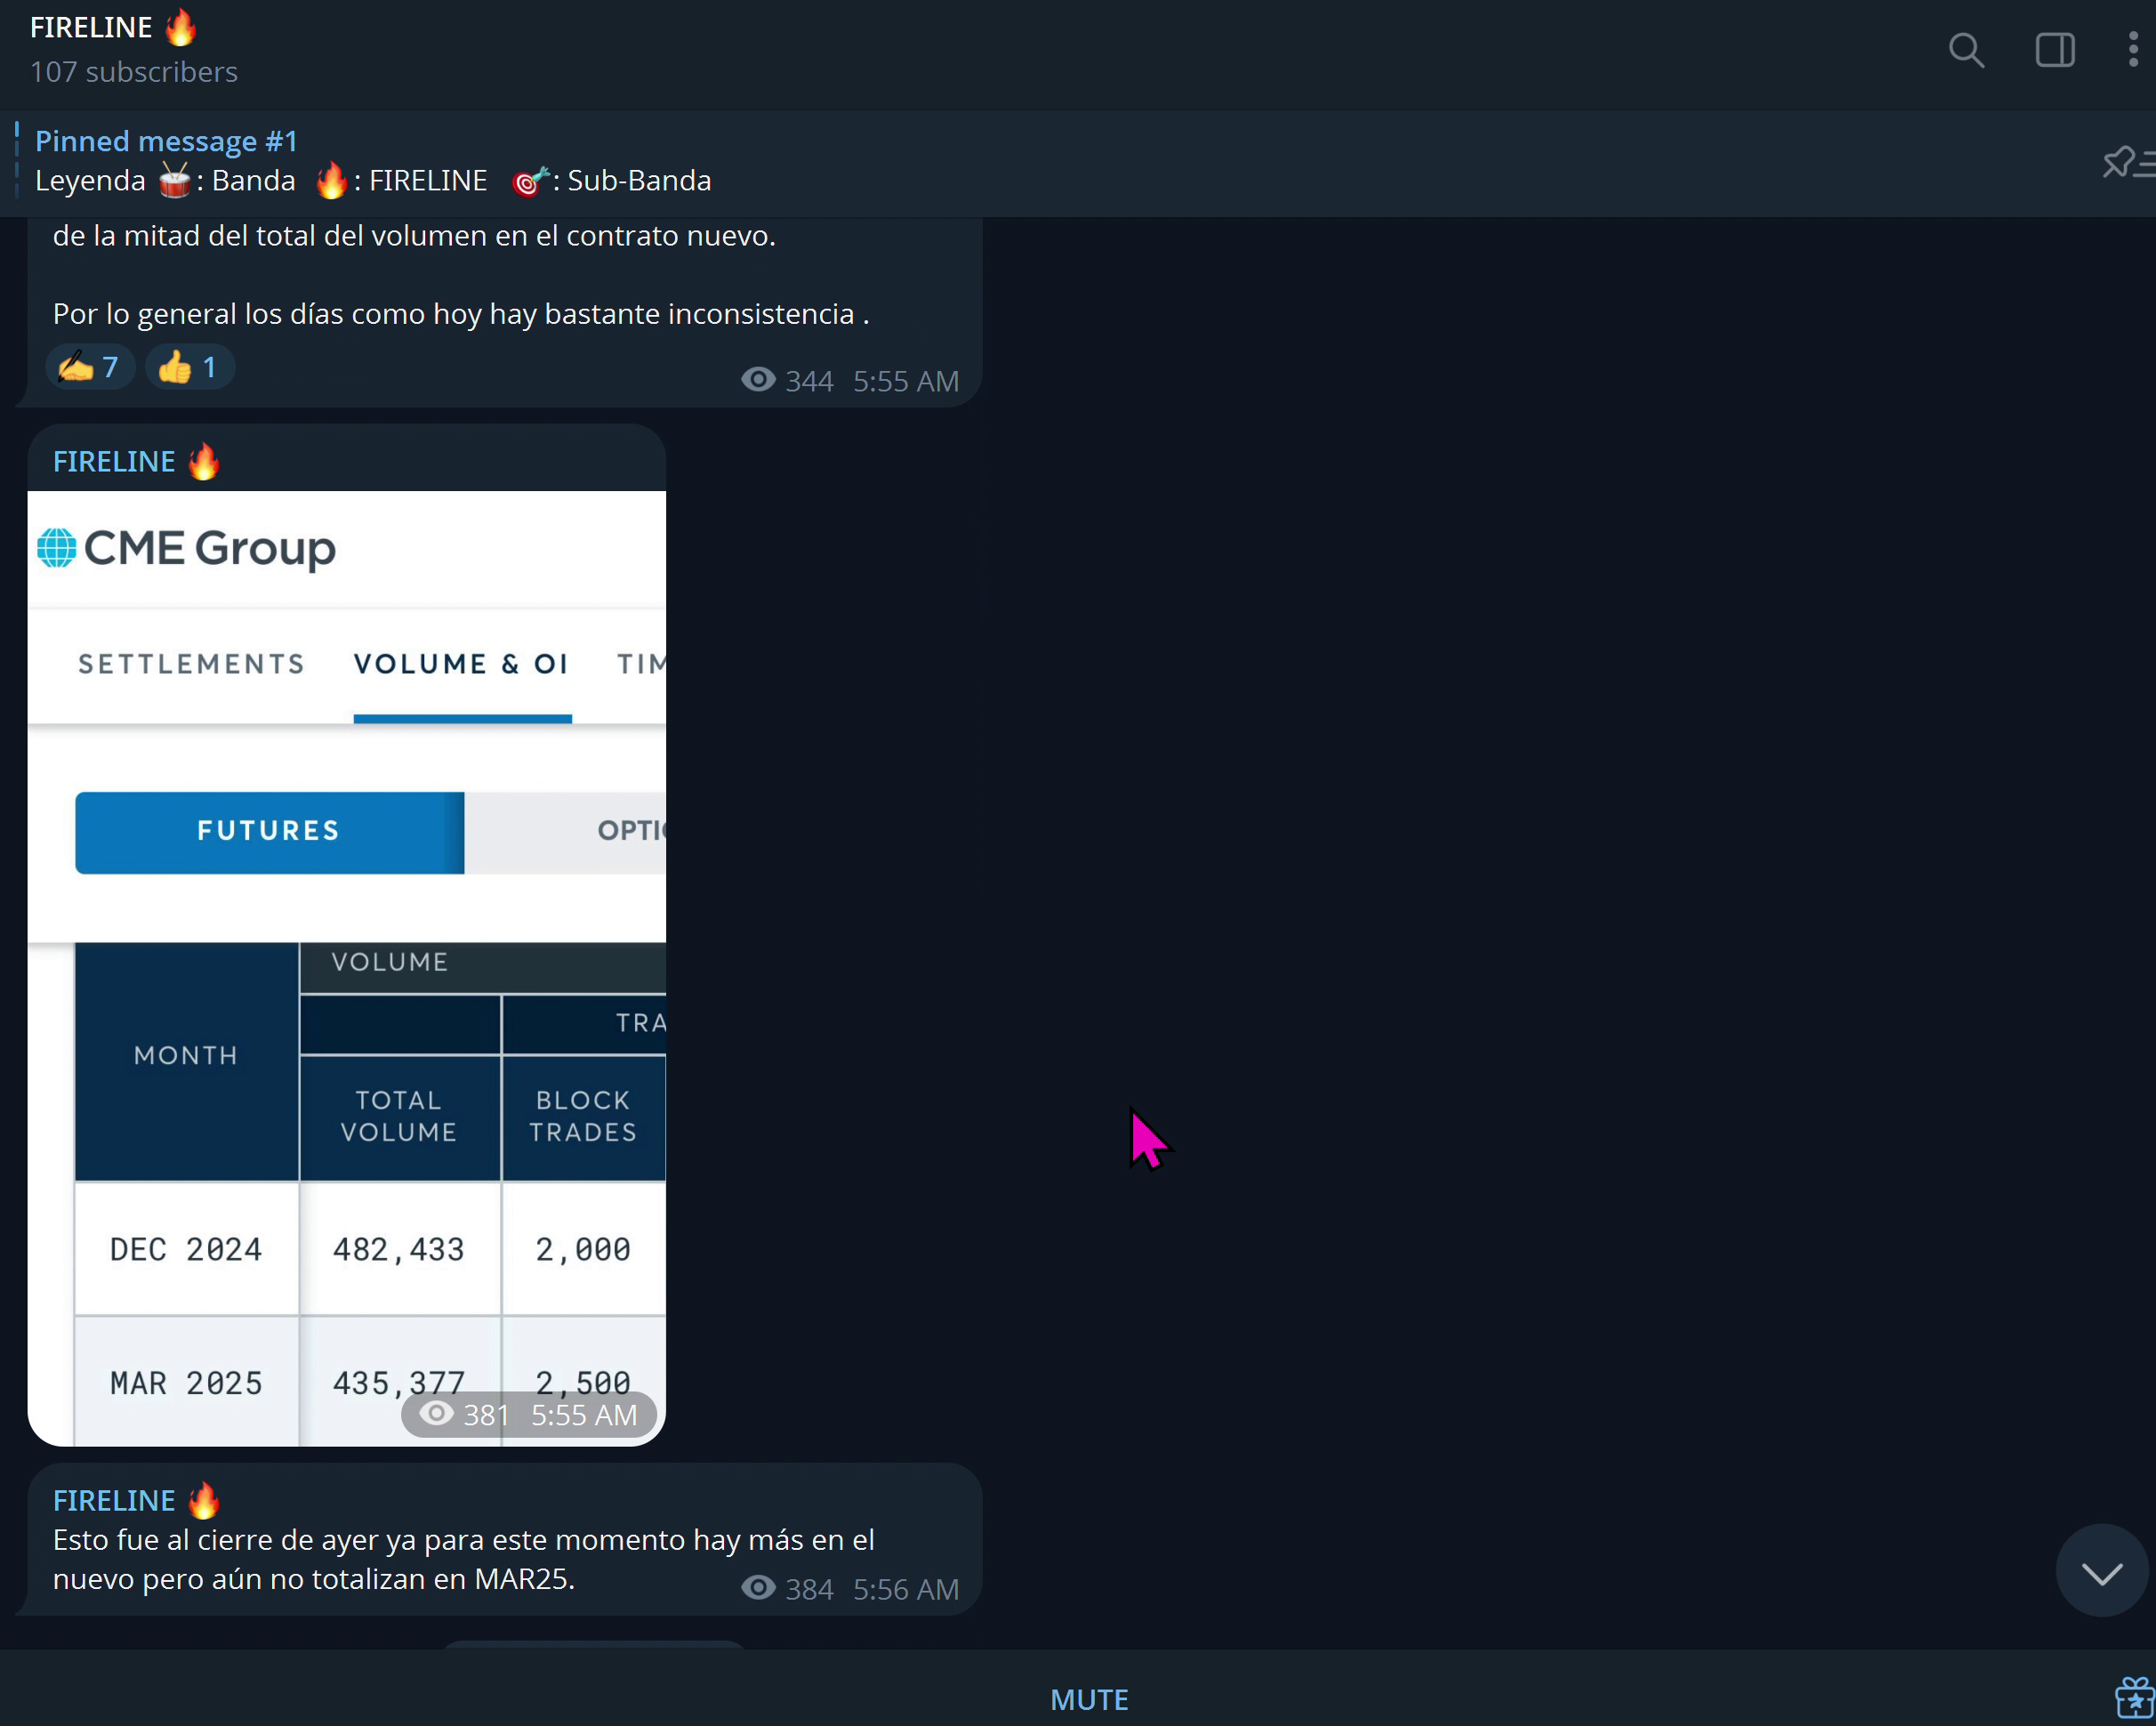 FIRELINE 🔥
107 subscribers
Pinned message #1
Leyenda 🥁: Banda 🔥: FIRELINE 🎯: Sub-Banda
de la mitad del total del volumen en el contrato nuevo.
Por lo general los días como hoy hay bastante inconsistencia .
✍️ 7 👍 1
344 5:55 AM
FIRELINE 🔥
CME Group
SETTLEMENTS VOLUME & OI TIM
FUTURES OPTIO
VOLUME
TRA
MONTH
TOTAL VOLUME
BLOCK TRADES
DEC 2024 482,433 2,000
MAR 2025 435,377 2,500
381 5:55 AM
FIRELINE 🔥
Esto fue al cierre de ayer ya para este momento hay más en el
nuevo pero aún no totalizan en MAR25.
384 5:56 AM
MUTE